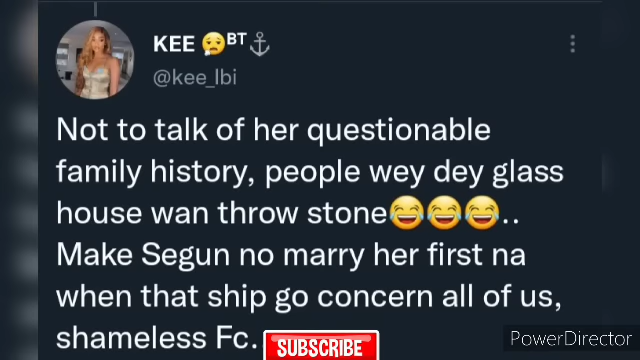 KEE 😮‍💨ᴮᵀ⚓
@kee_Ibi
Not to talk of her questionable
family history, people wey dey glass
house wan throw stone😂😂😂..
Make Segun no marry her first na
when that ship go concern all of us,
shameless Fc.
SUBSCRIBE
PowerDirector